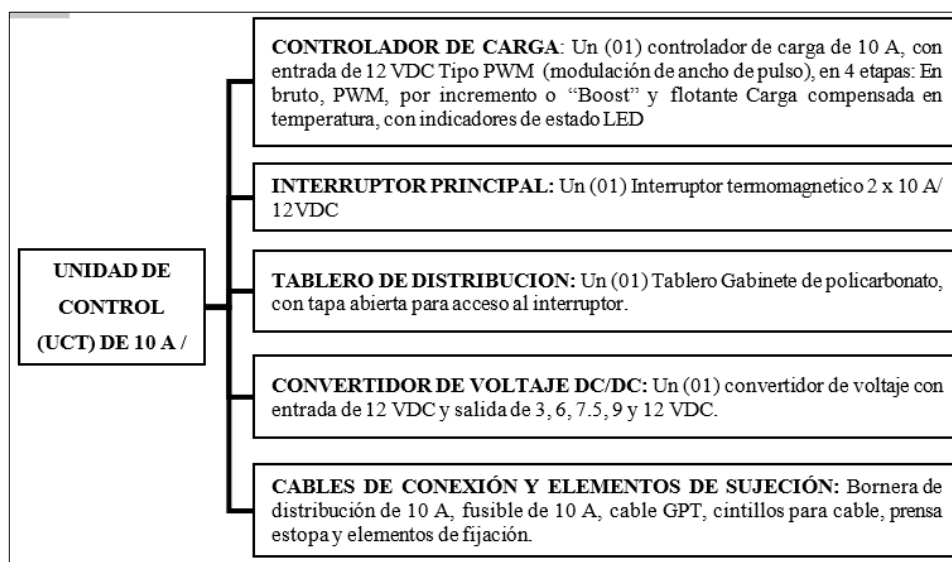 CONTROLADOR DE CARGA: Un (01) controlador de carga de 10 A, con
entrada de 12 VDC Tipo PWM (modulación de ancho de pulso), en 4 etapas: En
bruto, PWM, por incremento o “Boost” y flotante Carga compensada en
temperatura, con indicadores de estado LED
INTERRUPTOR PRINCIPAL: Un (01) Interruptor termomagnetico 2 x 10 A/
12VDC
UNIDAD DE
CONTROL
(UCT) DE 10 A /
TABLERO DE DISTRIBUCION: Un (01) Tablero Gabinete de policarbonato,
con tapa abierta para acceso al interruptor.
CONVERTIDOR DE VOLTAJE DC/DC: Un (01) convertidor de voltaje con
entrada de 12 VDC y salida de 3, 6, 7.5, 9 y 12 VDC.
CABLES DE CONEXIÓN Y ELEMENTOS DE SUJECIÓN: Bornera de
distribución de 10 A, fusible de 10 A, cable GPT, cintillos para cable, prensa
estopa y elementos de fijación.